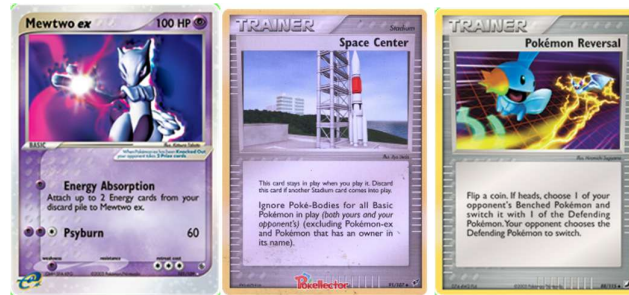 Mewtwo ex 100 HP
BASIC
When Pokémon-ex has been Knocked Out,
your opponent takes 2 Prize cards.
Energy Absorption
Attach up to 2 Energy cards from your
discard pile to Mewtwo ex.
Psyburn 60
weakness resistance retreat cost
TRAINER
Stadium
Space Center
This card stays in play when you play it. Discard
this card if another Stadium card comes into play.
Ignore Poké-Bodies for all Basic
Pokémon in play (both yours and your
opponent's) (excluding Pokémon-ex
and Pokémon that has an owner in
its name).
Pokellector
91/107
TRAINER
Pokémon Reversal
Flip a coin. If heads, choose 1 of your
opponent's Benched Pokémon and
switch it with 1 of the Defending
Pokémon. Your opponent chooses the
Defending Pokémon to switch.